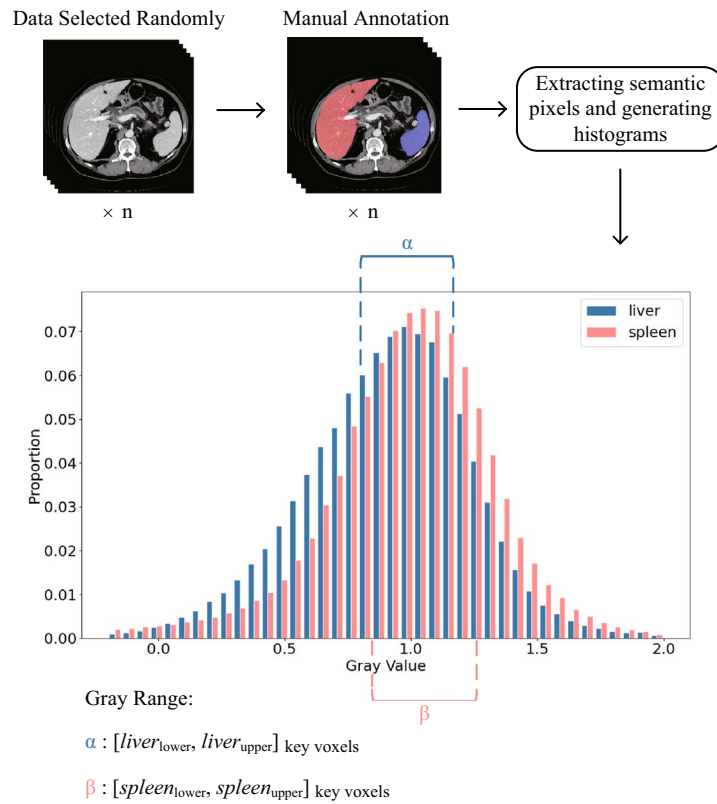 Data Selected Randomly
Manual Annotation
Extracting semantic
pixels and generating
histograms
× n
× n
α
liver
spleen
Proportion
0.07
0.06
0.05
0.04
0.03
0.02
0.01
0.00
0.0
0.5
1.0
1.5
2.0
Gray Value
β
Gray Range:
α : [liverlower, liverupper] key voxels
β : [spleenlower, spleenupper] key voxels